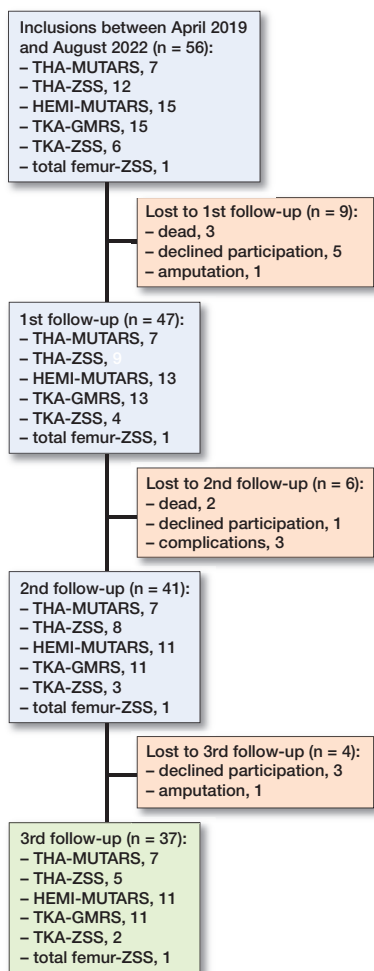 Inclusions between April 2019
and August 2022 (n = 56):
– THA-MUTARS, 7
– THA-ZSS, 12
– HEMI-MUTARS, 15
– TKA-GMRS, 15
– TKA-ZSS, 6
– total femur-ZSS, 1
Lost to 1st follow-up (n = 9):
– dead, 3
– declined participation, 5
– amputation, 1
1st follow-up (n = 47):
– THA-MUTARS, 7
– THA-ZSS, 9
– HEMI-MUTARS, 13
– TKA-GMRS, 13
– TKA-ZSS, 4
– total femur-ZSS, 1
Lost to 2nd follow-up (n = 6):
– dead, 2
– declined participation, 1
– complications, 3
2nd follow-up (n = 41):
– THA-MUTARS, 7
– THA-ZSS, 8
– HEMI-MUTARS, 11
– TKA-GMRS, 11
– TKA-ZSS, 3
– total femur-ZSS, 1
Lost to 3rd follow-up (n = 4):
– declined participation, 3
– amputation, 1
3rd follow-up (n = 37):
– THA-MUTARS, 7
– THA-ZSS, 5
– HEMI-MUTARS, 11
– TKA-GMRS, 11
– TKA-ZSS, 2
– total femur-ZSS, 1